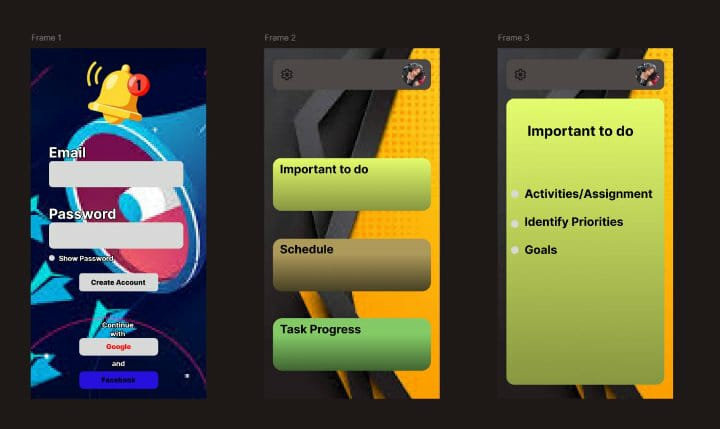 Frame 1
1
Email
Password
Show Password
Create Account
Continue
with
Google
and
Facebook
Frame 2
Important to do
Schedule
Task Progress
Frame 3
Important to do
Activities/Assignment
Identify Priorities
Goals